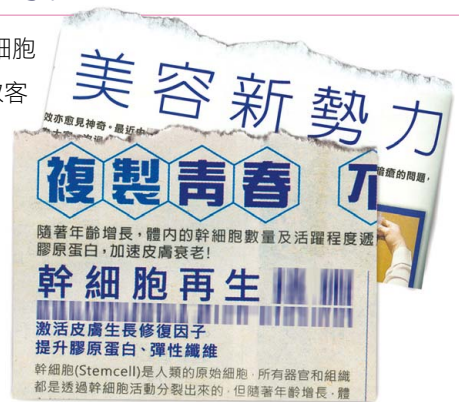 細胞
客
美容新勢力
效亦愈見神奇,最近
暗瘡的問題,
複製青春
隨著年齡增長,體內的幹細胞數量及活躍程度遞
膠原蛋白,加速皮膚衰老!
幹細胞再生
激活皮膚生長修復因子
提升膠原蛋白、彈性纖維
幹細胞(Stemcell)是人類的原始細胞,所有器官和組織
都是透過幹細胞活動分裂出來的,但隨著年齡增長,體